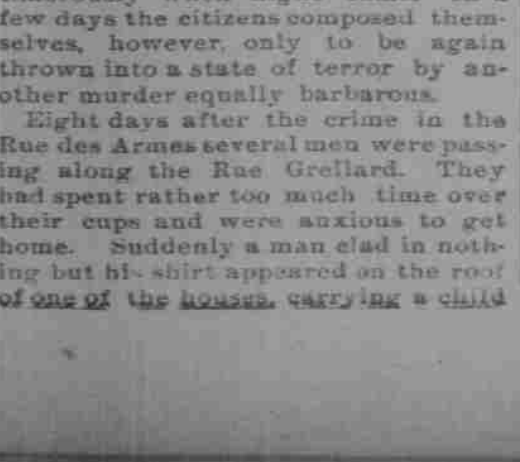 few days the citizens composed them-
selves, however, only to be again
thrown into a state of terror by an-
other murder equally barbarous.
Eight days after the crime in the
Rue des Armes several men were pass-
ing along the Rue Grellard. They
had spent rather too much time over
their cups and were anxious to get
home. Suddenly a man clad in noth-
ing but his shirt appeared on the roof
of one of the houses, carrying a child